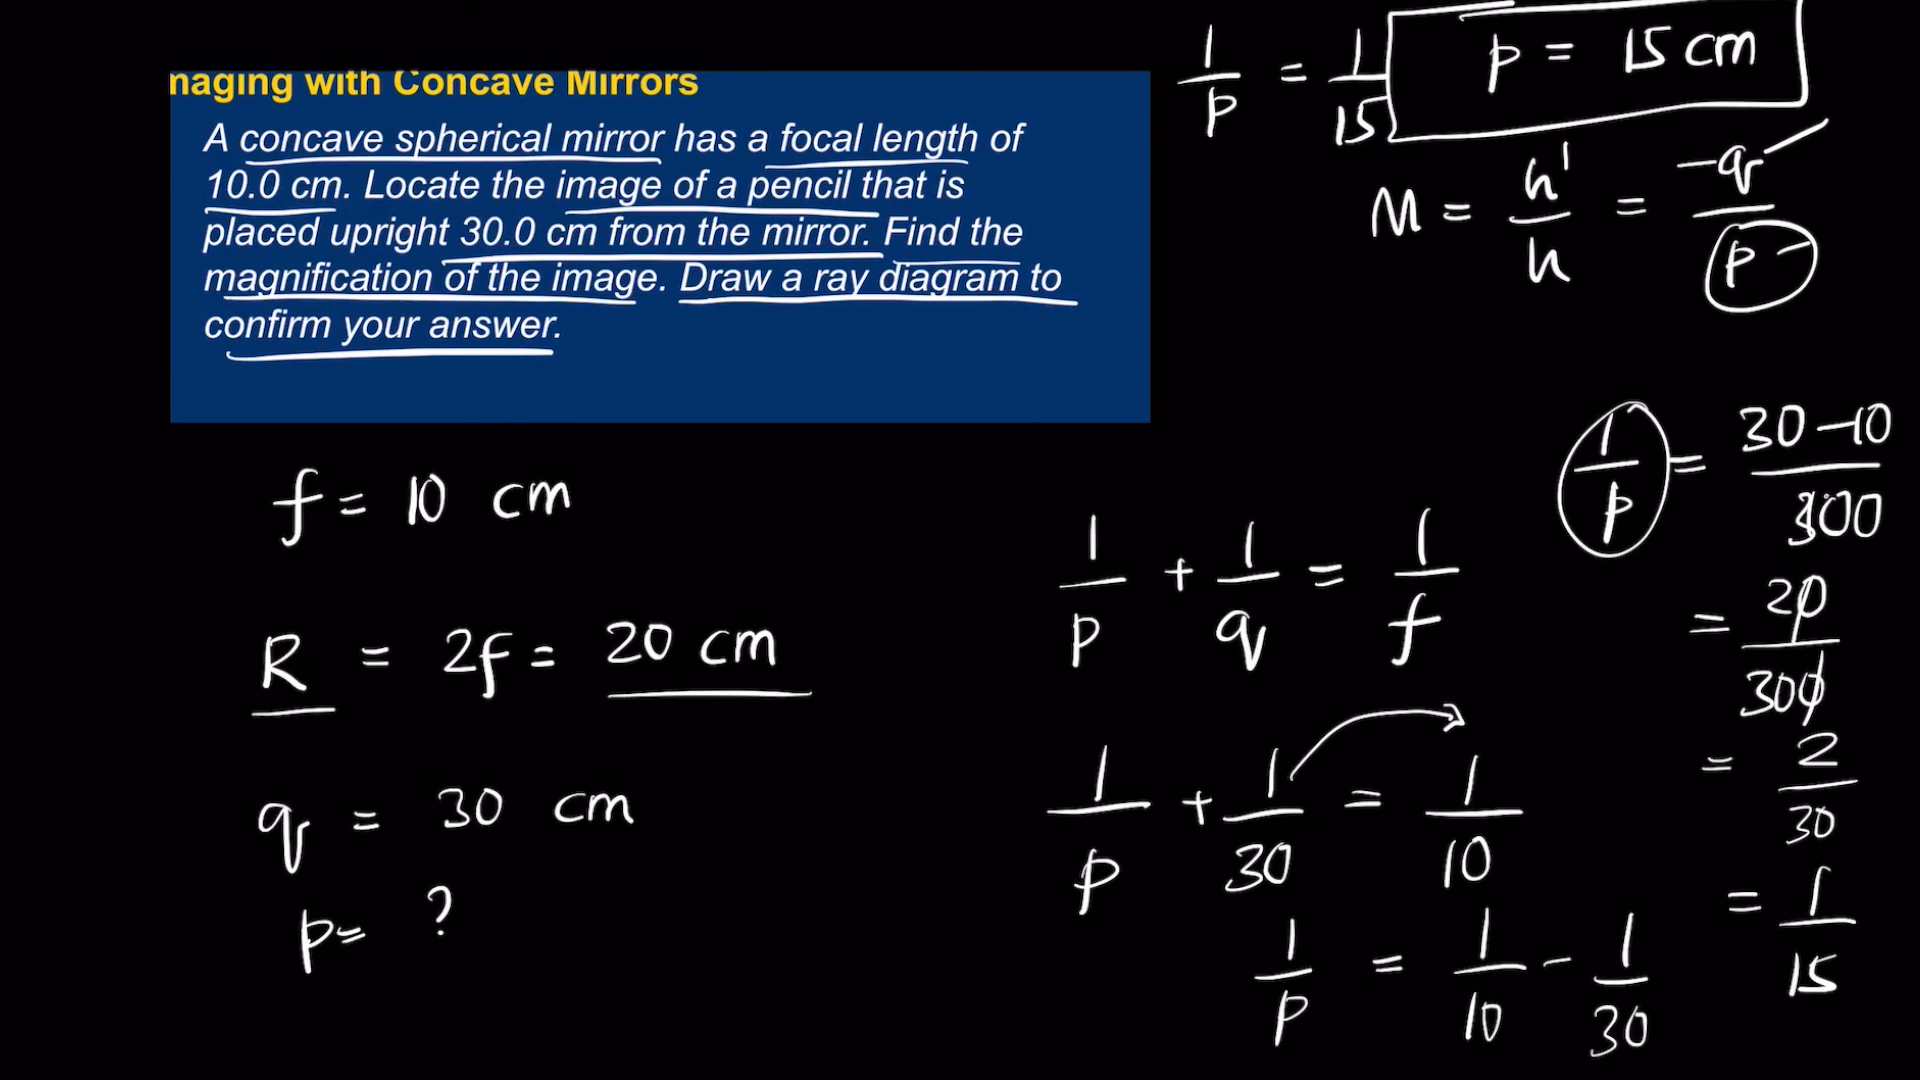 naging with Concave Mirrors
A concave spherical mirror has a focal length of
10.0 cm. Locate the image of a pencil that is
placed upright 30.0 cm from the mirror. Find the
magnification of the image. Draw a ray diagram to
confirm your answer.
f = 10 cm
R = 2f = 20 cm
q = 30 cm
p = ?
1/p + 1/q = 1/f
1/p + 1/30 = 1/10
1/p = 1/10 - 1/30
1/p = 30-10/300
= 20/300
= 2/30
= 1/15
1/p = 1/15
p = 15 cm
M = h'/h = -q/p